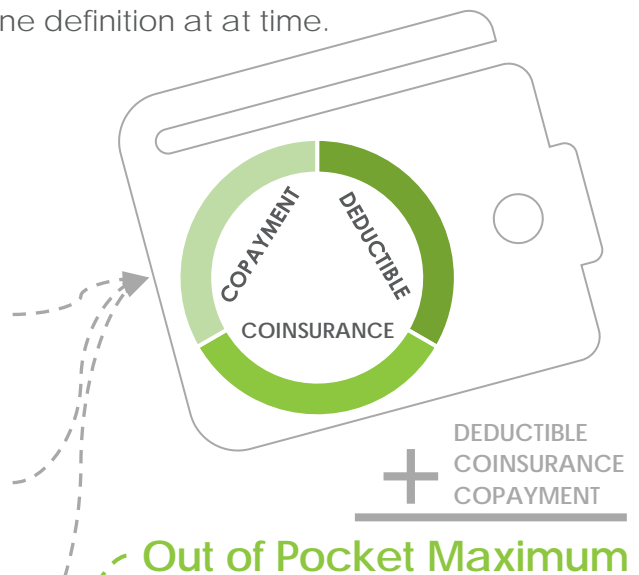 ne definition at at time.
COPAYMENT
DEDUCTIBLE
COINSURANCE
DEDUCTIBLE
COINSURANCE
COPAYMENT
+
Out of Pocket Maximum